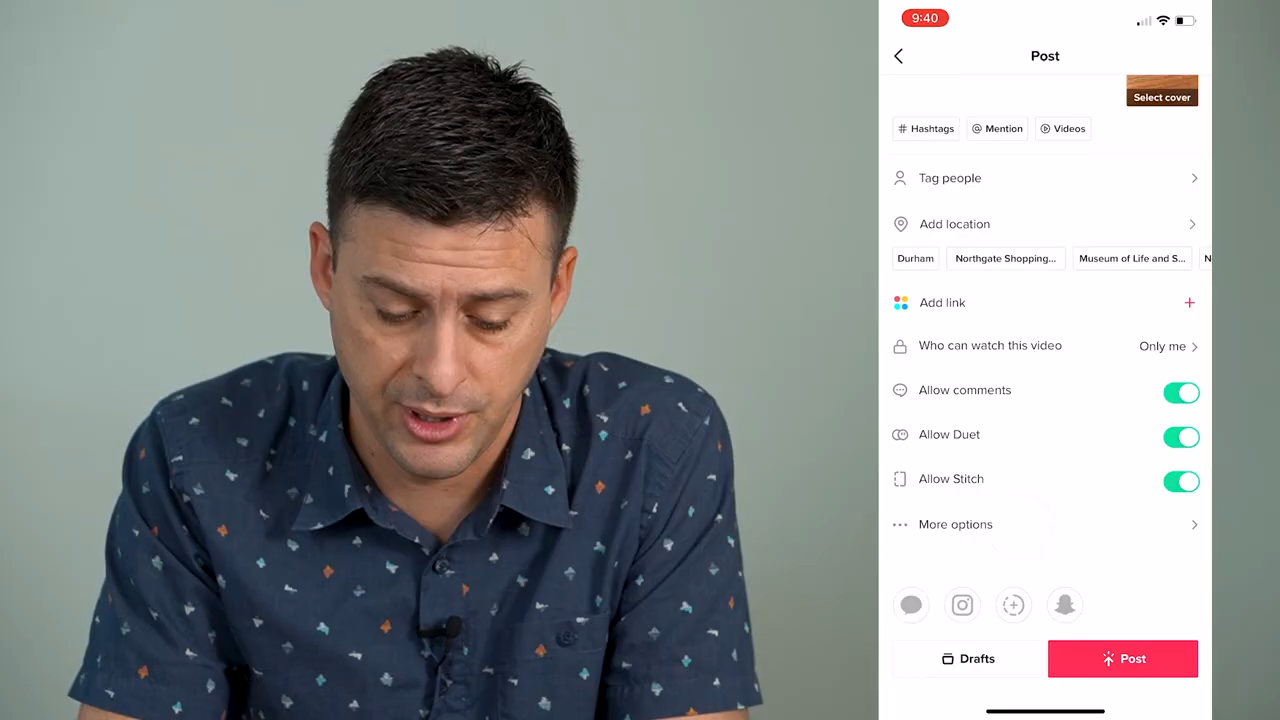 9:40
Post
Select cover
# Hashtags @ Mention Videos
Tag people
Add location
Durham Northgate Shopping... Museum of Life and S... N
Add link +
Who can watch this video Only me
Allow comments
Allow Duet
Allow Stitch
More options
Drafts Post